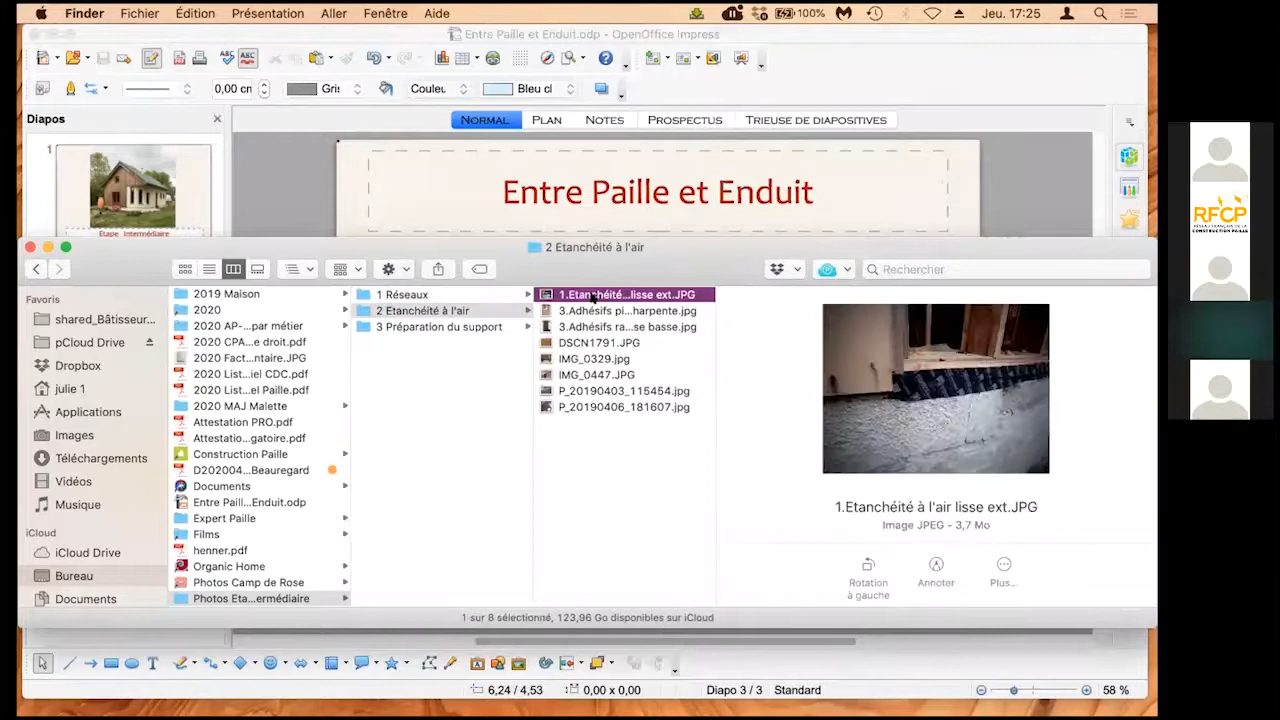 Finder Fichier Édition Présentation Aller Fenêtre Aide 100% Jeu. 17:25
Entre Paille et Enduit.odp - OpenOffice Impress
0,00 cn Gris Couleu Bleu cl
Diapos
NORMAL PLAN NOTES PROSPECTUS TRIEUSE DE DIAPOSITIVES
1
Etape Intermédiaire
Entre Paille et Enduit
2 Etanchéité à l'air
Rechercher
Favoris
shared_Bâtisseur...
pCloud Drive
Dropbox
julie 1
Applications
Images
Téléchargements
Vidéos
Musique
iCloud
iCloud Drive
Bureau
Documents
2019 Maison
2020
2020 AP-...par métier
2020 CPA...e droit.pdf
2020 Fact...ntaire.JPG
2020 List...iel CDC.pdf
2020 List...el Paille.pdf
2020 MAJ Malette
Attestation PRO.pdf
Attestatio...gatoire.pdf
Construction Paille
D202004...Beauregard
Documents
Entre Paill...Enduit.odp
Expert Paille
Films
henner.pdf
Organic Home
Photos Camp de Rose
Photos Eta...ermédiaire
1 Réseaux
2 Etanchéité à l'air
3 Préparation du support
1.Etanchéité...lisse ext.JPG
3.Adhésifs pi...harpente.jpg
3.Adhésifs ra...se basse.jpg
DSCN1791.JPG
IMG_0329.jpg
IMG_0447.JPG
P_20190403_115454.jpg
P_20190406_181607.jpg
1.Etanchéité à l'air lisse ext.JPG
Image JPEG - 3,7 Mo
Rotation
à gauche
Annoter
Plus...
1 sur 8 sélectionné, 123,96 Go disponibles sur iCloud
6,24 / 4,53 0,00 x 0,00 Diapo 3 / 3 Standard 58 %
RFCP
RÉSEAU FRANÇAIS DE LA
CONSTRUCTION PAILLE